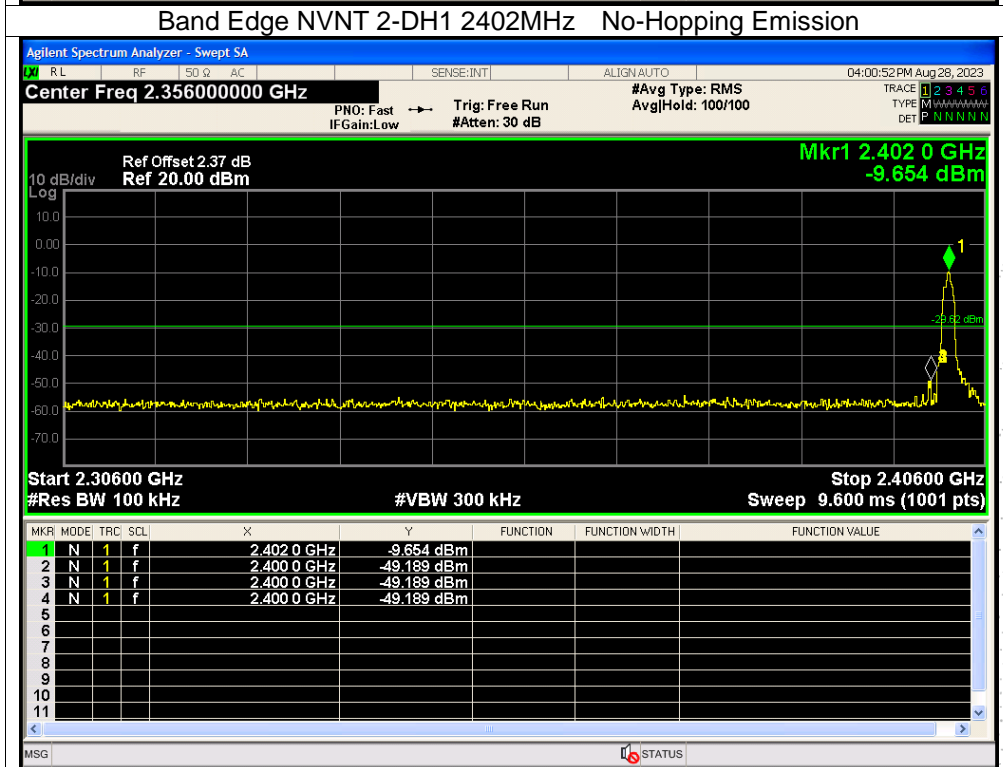 Band Edge NVNT 2-DH1 2402MHz No-Hopping Emission
Agilent Spectrum Analyzer - Swept SA
LXI RL RF 50 Ω AC SENSE:INT ALIGN AUTO 04:00:52 PM Aug 28, 2023
Center Freq 2.356000000 GHz #Avg Type: RMS TRACE 1 2 3 4 5 6
PNO: Fast Trig: Free Run Avg|Hold: 100/100 TYPE M WWWWW
IFGain:Low #Atten: 30 dB DET P N N N N N
Mkr1 2.402 0 GHz
Ref Offset 2.37 dB
10 dB/div Ref 20.00 dBm -9.654 dBm
Log
10.0
0.00
1
-10.0
-20.0
-29.62 dBm
-30.0
-40.0
-50.0
-60.0
-70.0
Start 2.30600 GHz Stop 2.40600 GHz
#Res BW 100 kHz #VBW 300 kHz Sweep 9.600 ms (1001 pts)
MKR MODE TRC SCL X Y FUNCTION FUNCTION WIDTH FUNCTION VALUE
1 N 1 f 2.402 0 GHz -9.654 dBm
2 N 1 f 2.400 0 GHz -49.189 dBm
3 N 1 f 2.400 0 GHz -49.189 dBm
4 N 1 f 2.400 0 GHz -49.189 dBm
5
6
7
8
9
10
11
MSG STATUS